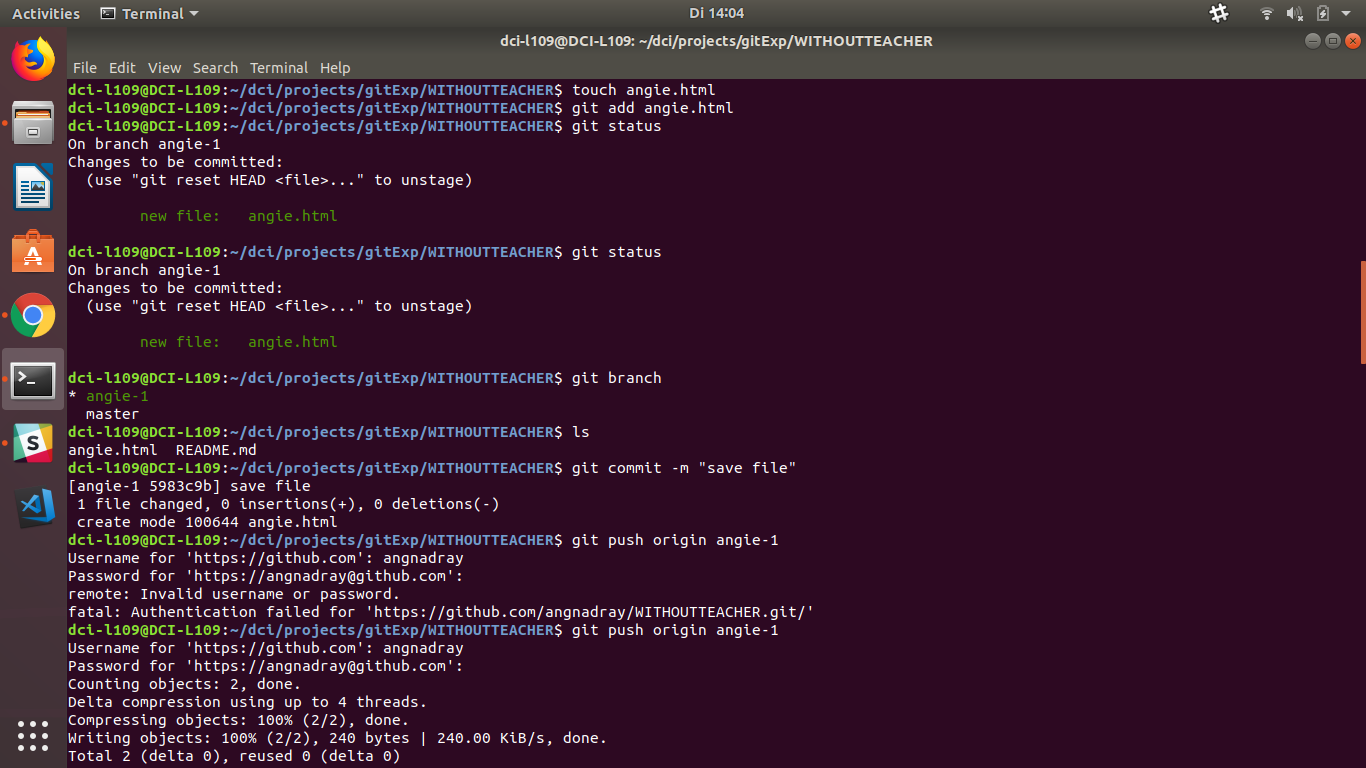 Activities Terminal Di 14:04
dci-l109@DCI-L109: ~/dci/projects/gitExp/WITHOUTTEACHER
File Edit View Search Terminal Help
dci-l109@DCI-L109:~/dci/projects/gitExp/WITHOUTTEACHER$ touch angie.html
dci-l109@DCI-L109:~/dci/projects/gitExp/WITHOUTTEACHER$ git add angie.html
dci-l109@DCI-L109:~/dci/projects/gitExp/WITHOUTTEACHER$ git status
On branch angie-1
Changes to be committed:
  (use "git reset HEAD <file>..." to unstage)
        new file:   angie.html
dci-l109@DCI-L109:~/dci/projects/gitExp/WITHOUTTEACHER$ git status
On branch angie-1
Changes to be committed:
  (use "git reset HEAD <file>..." to unstage)
        new file:   angie.html
dci-l109@DCI-L109:~/dci/projects/gitExp/WITHOUTTEACHER$ git branch
* angie-1
  master
dci-l109@DCI-L109:~/dci/projects/gitExp/WITHOUTTEACHER$ ls
angie.html  README.md
dci-l109@DCI-L109:~/dci/projects/gitExp/WITHOUTTEACHER$ git commit -m "save file"
[angie-1 5983c9b] save file
 1 file changed, 0 insertions(+), 0 deletions(-)
 create mode 100644 angie.html
dci-l109@DCI-L109:~/dci/projects/gitExp/WITHOUTTEACHER$ git push origin angie-1
Username for 'https://github.com': angnadray
Password for 'https://angnadray@github.com':
remote: Invalid username or password.
fatal: Authentication failed for 'https://github.com/angnadray/WITHOUTTEACHER.git/'
dci-l109@DCI-L109:~/dci/projects/gitExp/WITHOUTTEACHER$ git push origin angie-1
Username for 'https://github.com': angnadray
Password for 'https://angnadray@github.com':
Counting objects: 2, done.
Delta compression using up to 4 threads.
Compressing objects: 100% (2/2), done.
Writing objects: 100% (2/2), 240 bytes | 240.00 KiB/s, done.
Total 2 (delta 0), reused 0 (delta 0)